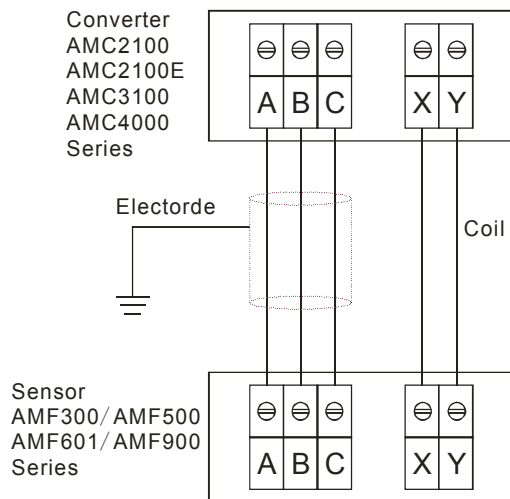 Converter
AMC2100
AMC2100E
AMC3100
AMC4000
Series
A B C X Y
Electorde
Coil
Sensor
AMF300/AMF500
AMF601/AMF900
Series
A B C X Y